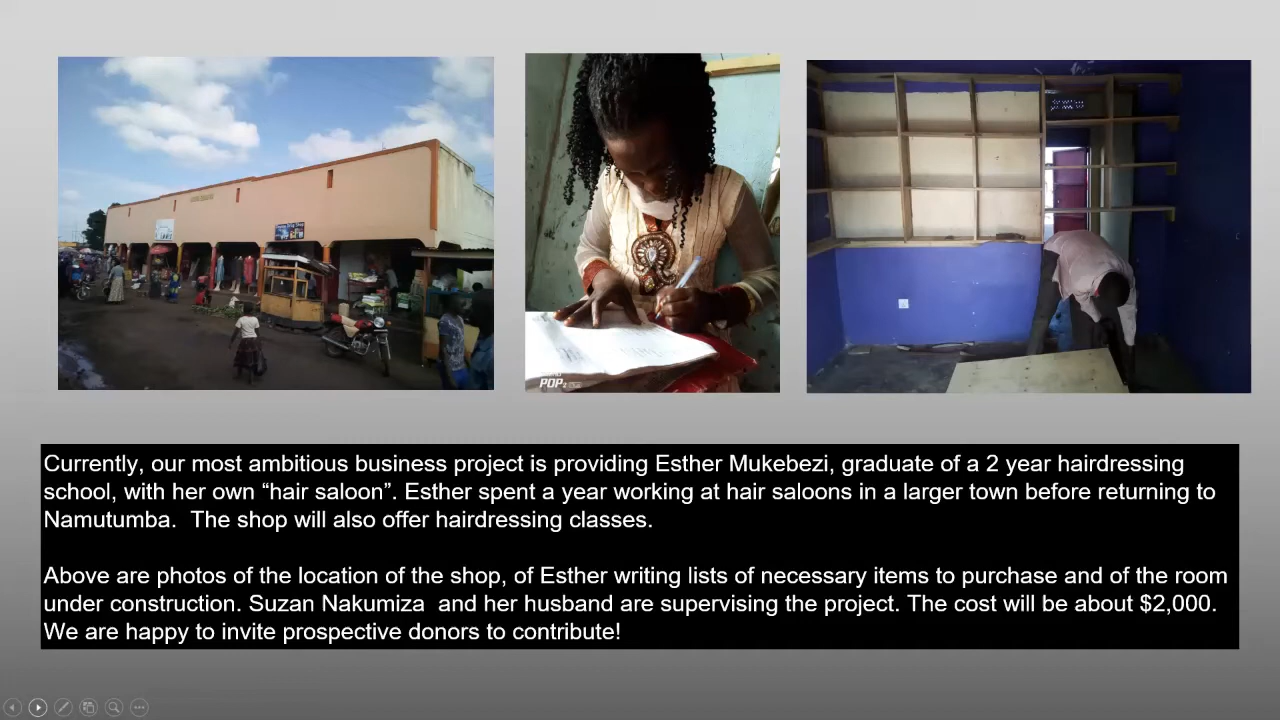 POP 2
Currently, our most ambitious business project is providing Esther Mukebezi, graduate of a 2 year hairdressing
school, with her own “hair saloon”. Esther spent a year working at hair saloons in a larger town before returning to
Namutumba.  The shop will also offer hairdressing classes.
Above are photos of the location of the shop, of Esther writing lists of necessary items to purchase and of the room
under construction. Suzan Nakumiza  and her husband are supervising the project. The cost will be about $2,000.
We are happy to invite prospective donors to contribute!